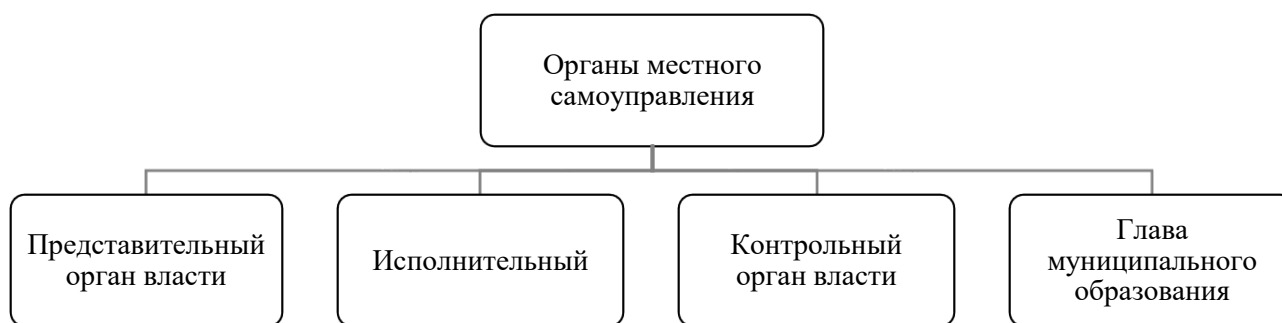 Органы местного
самоуправления
Представительный
орган власти
Исполнительный
Контрольный
орган власти
Глава
муниципального
образования